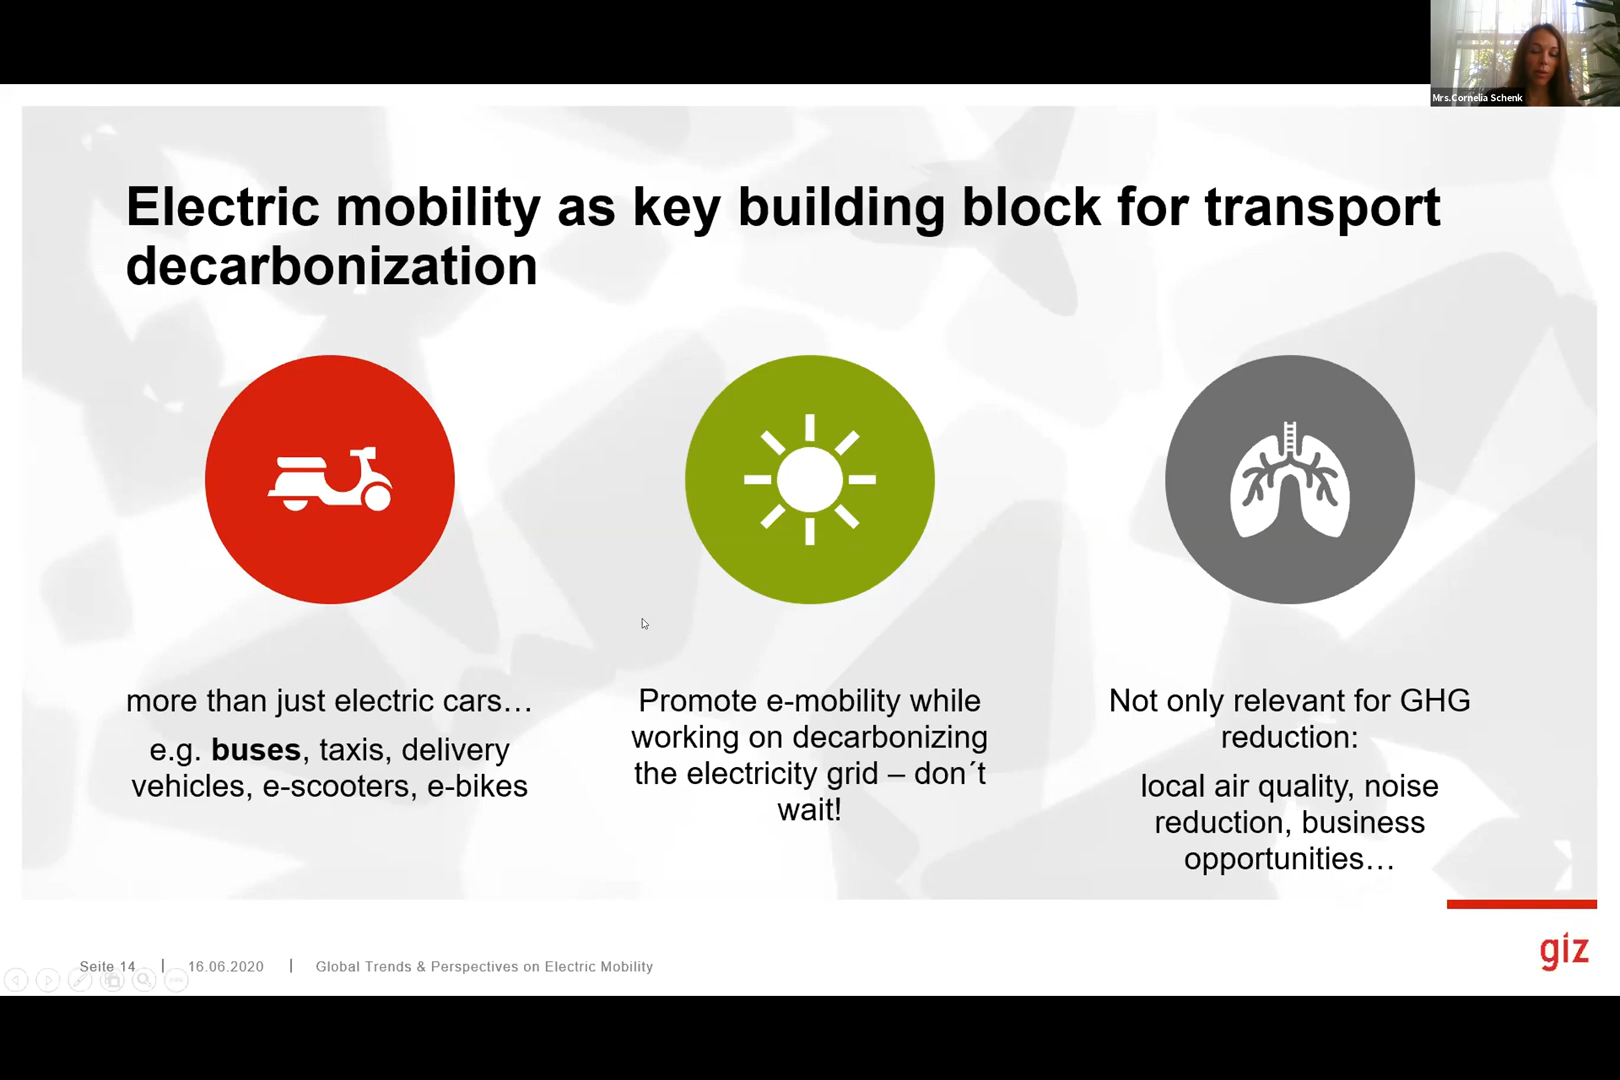 Mrs.Cornelia Schenk
Electric mobility as key building block for transport
decarbonization
more than just electric cars…
e.g. buses, taxis, delivery
vehicles, e-scooters, e-bikes
Promote e-mobility while
working on decarbonizing
the electricity grid – don´t
wait!
Not only relevant for GHG
reduction:
local air quality, noise
reduction, business
opportunities…
giz
Seite 14 | 16.06.2020 | Global Trends & Perspectives on Electric Mobility